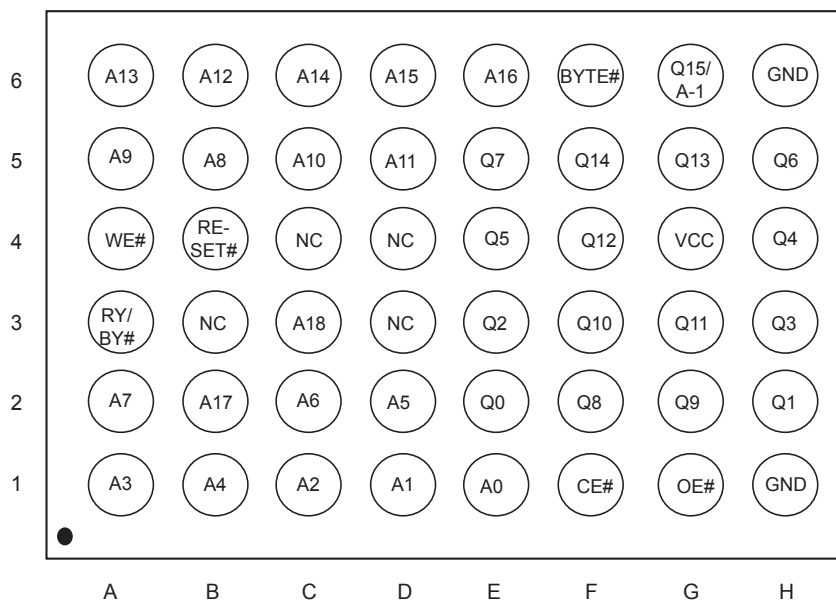 6 A13 A12 A14 A15 A16 BYTE# Q15/ A-1 GND
5 A9 A8 A10 A11 Q7 Q14 Q13 Q6
4 WE# RE- SET# NC NC Q5 Q12 VCC Q4
3 RY/ BY# NC A18 NC Q2 Q10 Q11 Q3
2 A7 A17 A6 A5 Q0 Q8 Q9 Q1
1 A3 A4 A2 A1 A0 CE# OE# GND
A B C D E F G H